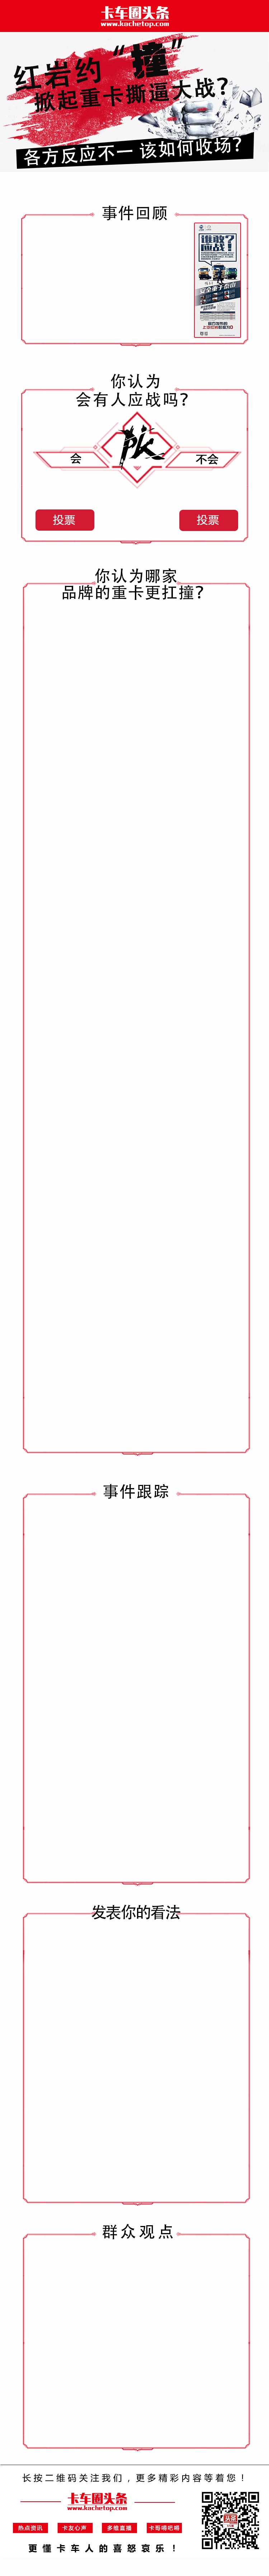 卡车圈头条
www.kachetop.com
红岩约“撞”
掀起重卡撕逼大战？
各方反应不一 该如何收场？
事件回顾
谁敢？
应战！
你认为
会有人应战吗？
PK
会
不会
投票
投票
你认为哪家
品牌的重卡更扛撞？
事件跟踪
发表你的看法
群众观点
长按二维码关注我们，更多精彩内容等着您！
卡车圈头条
www.kachetop.com
热点资讯 卡友心声 多维直播 卡哥嘚吧嘚
更懂卡车人的喜怒哀乐！